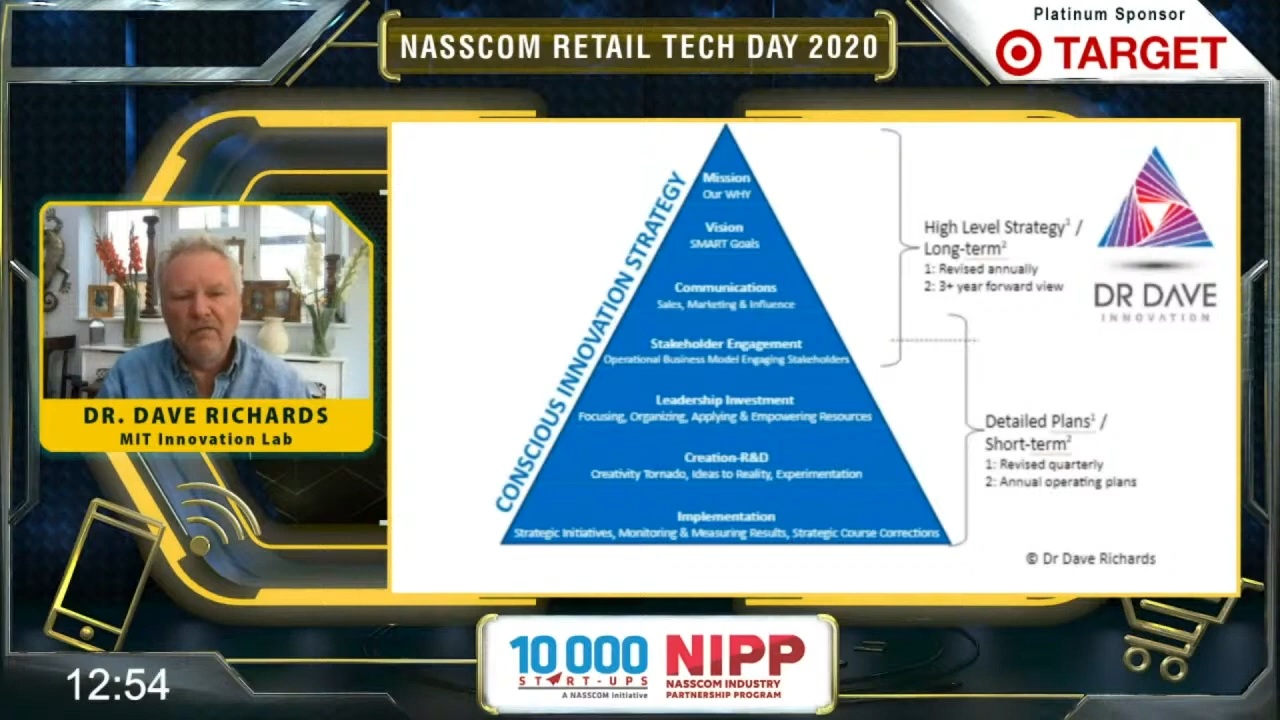 NASSCOM RETAIL TECH DAY 2020
Platinum Sponsor
TARGET
CONSCIOUS INNOVATION STRATEGY
Mission
Our WHY
Vision
SMART Goals
Communications
Sales, Marketing & Influence
Stakeholder Engagement
Operational Business Model Engaging Stakeholders
Leadership Investment
Focusing, Organizing, Applying & Empowering Resources
Creation-R&D
Creativity Tornado, Ideas to Reality, Experimentation
Implementation
Strategic Initiatives, Monitoring & Measuring Results, Strategic Course Corrections
High Level Strategy¹ /
Long-term²
1: Revised annually
2: 3+ year forward view
Detailed Plans¹ /
Short-term²
1: Revised quarterly
2: Annual operating plans
DR DAVE
INNOVATION
© Dr Dave Richards
DR. DAVE RICHARDS
MIT Innovation Lab
12:54
10 000
START-UPS
A NASSCOM Initiative
NIPP
NASSCOM INDUSTRY
PARTNERSHIP PROGRAM